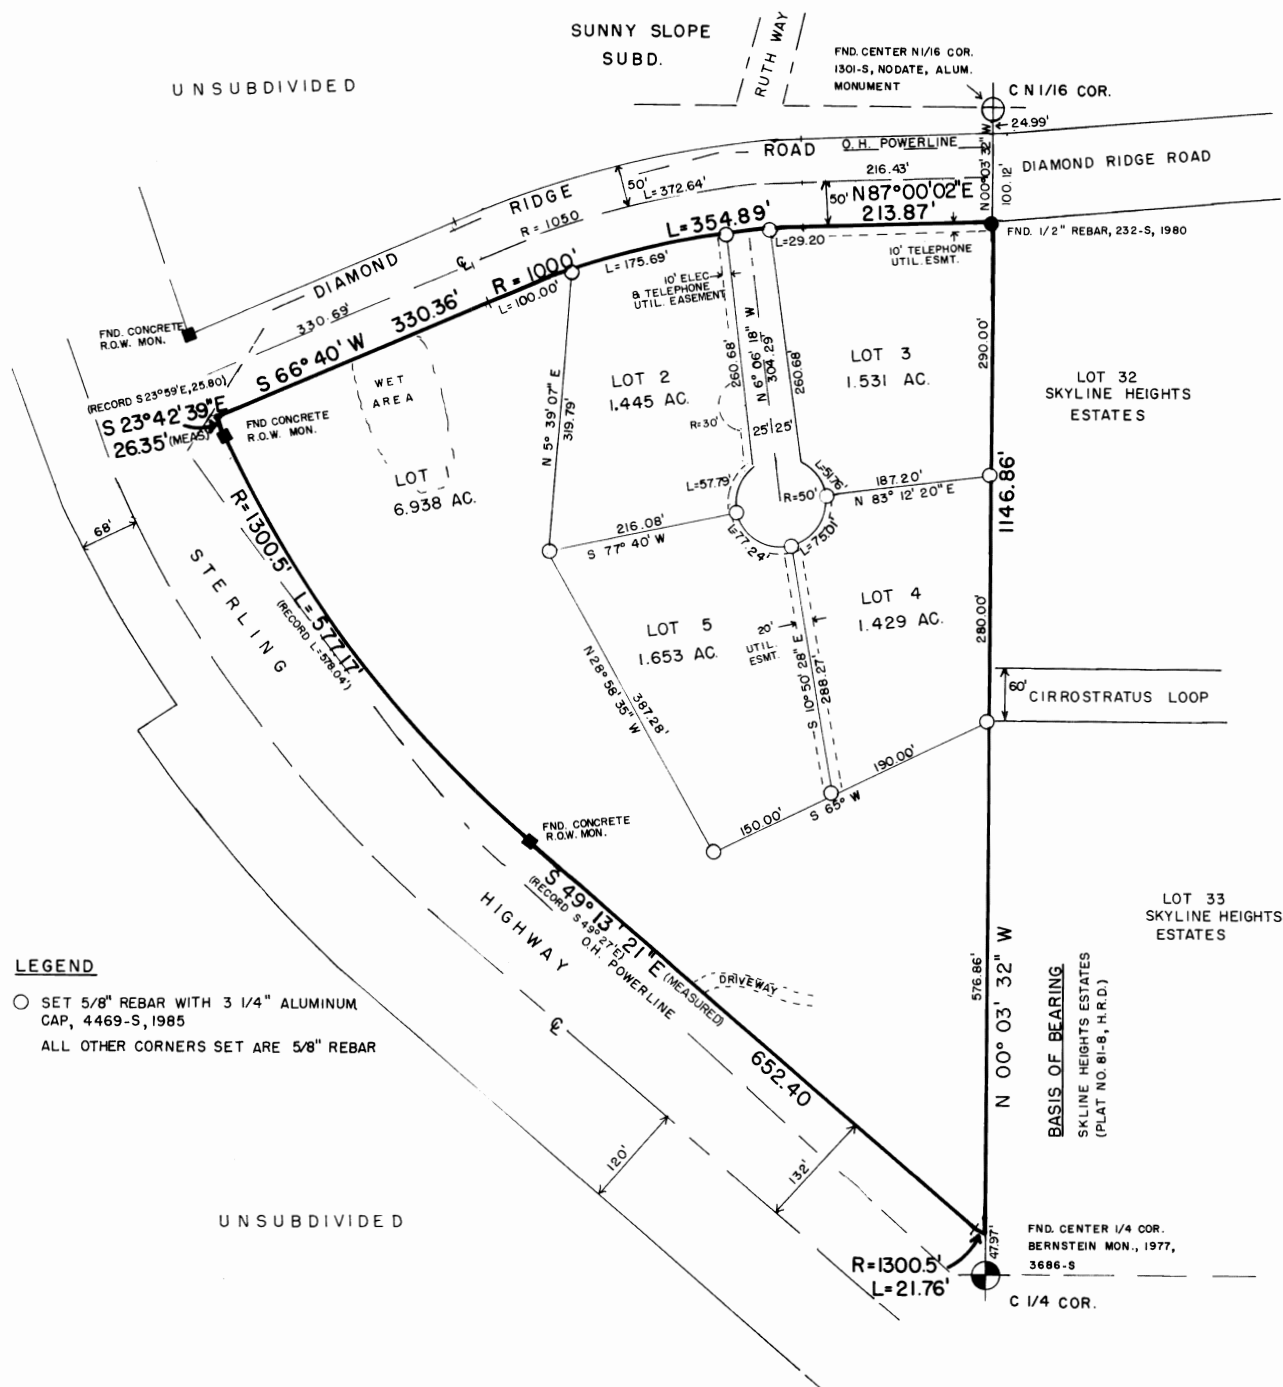 SUNNY SLOPE
SUBD.
RUTH WAY
UNSUBDIVIDED
FND. CENTER N1/16 COR.
1301-S, NODATE, ALUM.
MONUMENT
C N 1/16 COR.
24.99'
N 00°03'32" W
100.12'
ROAD
O.H. POWERLINE
216.43'
DIAMOND RIDGE ROAD
50'
L=372.64'
RIDGE
R = 1050
50'
N87°00'02"E
213.87'
L=354.89'
L=29.20
FND. 1/2" REBAR, 232-S, 1980
10' TELEPHONE
UTIL. ESMT.
DIAMOND
℄
330.69'
L= 175.69'
R = 1000'
L= 100.00'
10' ELEC
& TELEPHONE
UTIL. EASEMENT
FND. CONCRETE
R.O.W. MON.
S 66° 40' W
330.36'
(RECORD S 23°59'E, 25.80)
S 23°42'39"E
26.35' (MEAS)
FND CONCRETE
R.O.W. MON.
WET
AREA
LOT 1
6.938 AC.
N 5° 39' 07" E
319.79'
LOT 2
1.445 AC.
R=30'
260.68'
N 6° 06' 18" W
304.29'
260.68'
25' 25'
LOT 3
1.531 AC.
290.00'
LOT 32
SKYLINE HEIGHTS
ESTATES
1146.86'
L=57.79'
L=51.76'
R=50'
187.20'
N 83° 12' 20" E
216.08'
S 77° 40' W
L=77.24'
L=75.01'
68'
STERLING
R=1300.5'
L= 577.17'
(RECORD L=578.04')
LOT 4
1.429 AC.
280.00'
LOT 5
1.653 AC.
20'
UTIL.
ESMT.
S 10° 50' 28" E
288.27'
N 28° 58' 35" W
387.28'
60'
CIRROSTRATUS LOOP
190.00'
150.00'
S 65° W
FND. CONCRETE
R.O.W. MON.
S 49° 13' 21" E (MEASURED)
(RECORD S 49° 27'E)
O.H. POWERLINE
HIGHWAY
℄
DRIVEWAY
652.40
LOT 33
SKYLINE HEIGHTS
ESTATES
576.86'
N 00° 03' 32" W
BASIS OF BEARING
SKLINE HEIGHTS ESTATES
(PLAT NO. 81-8, H.R.D.)
LEGEND
SET 5/8" REBAR WITH 3 1/4" ALUMINUM
CAP, 4469-S, 1985
ALL OTHER CORNERS SET ARE 5/8" REBAR
120'
132'
UNSUBDIVIDED
R=1300.5'
L=21.76'
47.97'
FND. CENTER 1/4 COR.
BERNSTEIN MON., 1977,
3686-S
C 1/4 COR.